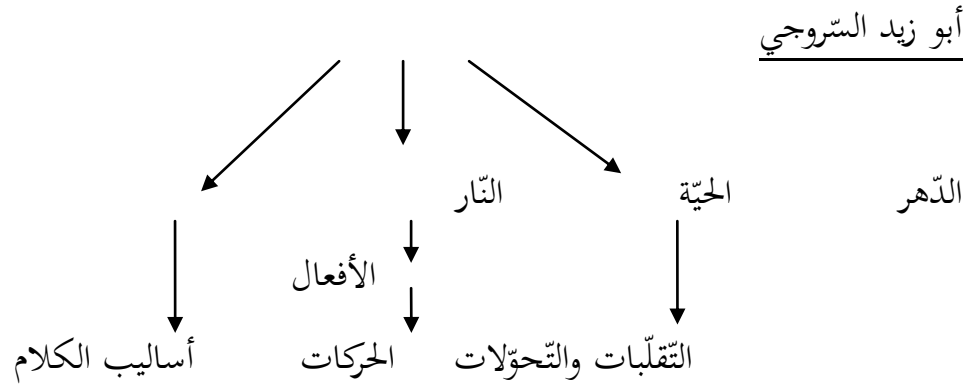 أبو زيد السّروجي
الدّهر الحيّة النّار
الأفعال
التّقلّبات والتّحوّلات الحركات أساليب الكلام